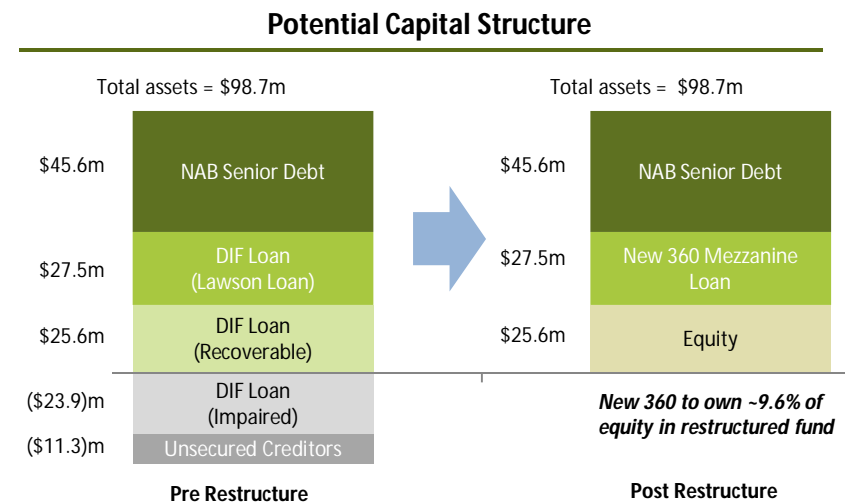 Potential Capital Structure
Total assets = $98.7m
$45.6m
NAB Senior Debt
$27.5m
DIF Loan
(Lawson Loan)
$25.6m
DIF Loan
(Recoverable)
($23.9)m
DIF Loan
(Impaired)
($11.3)m
Unsecured Creditors
Pre Restructure
Total assets = $98.7m
$45.6m
NAB Senior Debt
$27.5m
New 360 Mezzanine
Loan
$25.6m
Equity
New 360 to own ~9.6% of
equity in restructured fund
Post Restructure